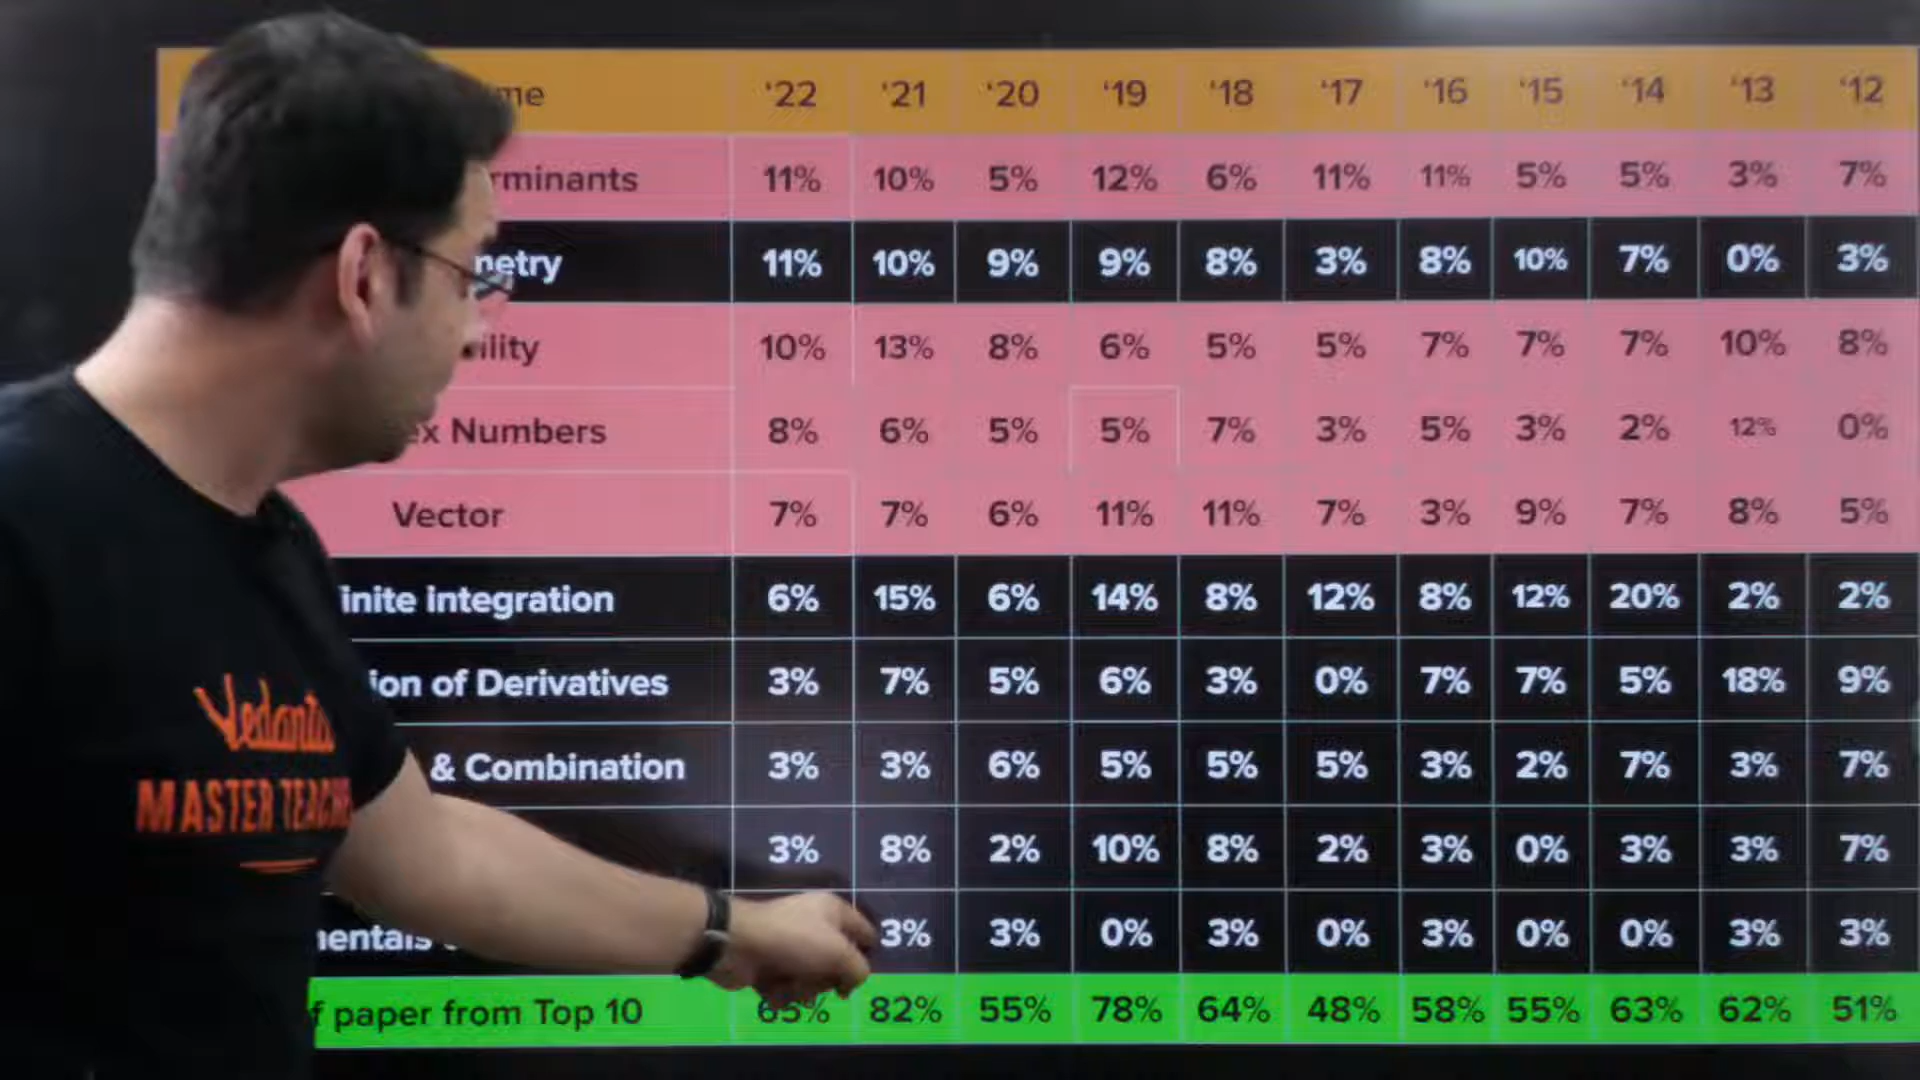 me '22 '21 '20 '19 '18 '17 '16 '15 '14 '13 '12
rminants 11% 10% 5% 12% 6% 11% 11% 5% 5% 3% 7%
netry 11% 10% 9% 9% 8% 3% 8% 10% 7% 0% 3%
ility 10% 13% 8% 6% 5% 5% 7% 7% 7% 10% 8%
ex Numbers 8% 6% 5% 5% 7% 3% 5% 3% 2% 12% 0%
Vector 7% 7% 6% 11% 11% 7% 3% 9% 7% 8% 5%
inite integration 6% 15% 6% 14% 8% 12% 8% 12% 20% 2% 2%
ion of Derivatives 3% 7% 5% 6% 3% 0% 7% 7% 5% 18% 9%
& Combination 3% 3% 6% 5% 5% 5% 3% 2% 7% 3% 7%
3% 8% 2% 10% 8% 2% 3% 0% 3% 3% 7%
entals 3% 3% 0% 3% 0% 3% 0% 0% 3% 3%
f paper from Top 10 65% 82% 55% 78% 64% 48% 58% 55% 63% 62% 51%
Vedantu
MASTER TEACHE